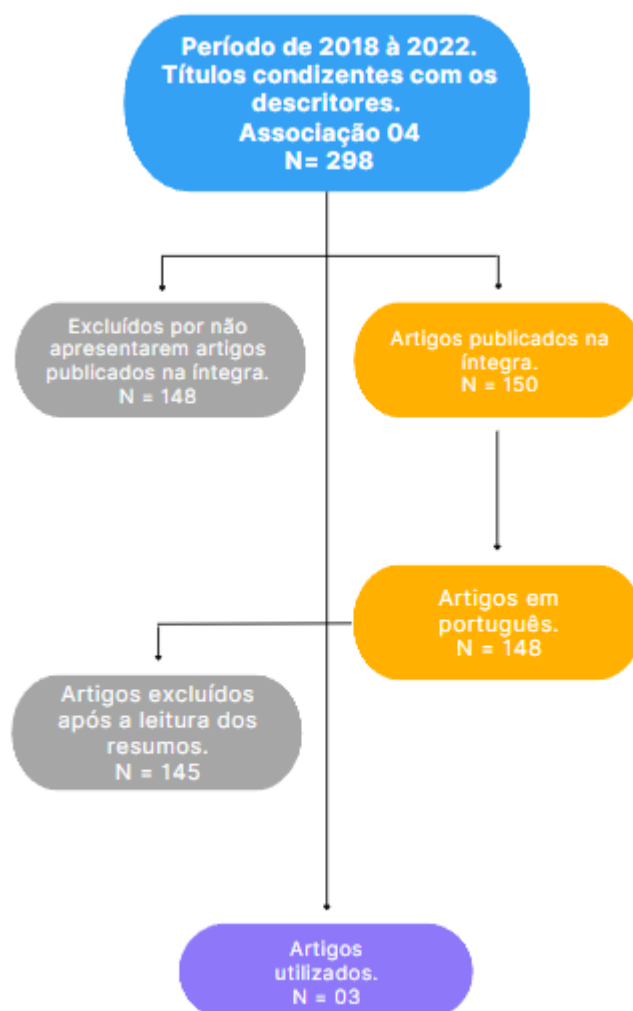 Período de 2018 à 2022.
Títulos condizentes com os
descritores.
Associação 04
N= 298
Excluídos por não
apresentarem artigos
publicados na íntegra.
N = 148
Artigos publicados na
íntegra.
N = 150
Artigos em
português.
N = 148
Artigos excluídos
após a leitura dos
resumos.
N = 145
Artigos
utilizados.
N = 03